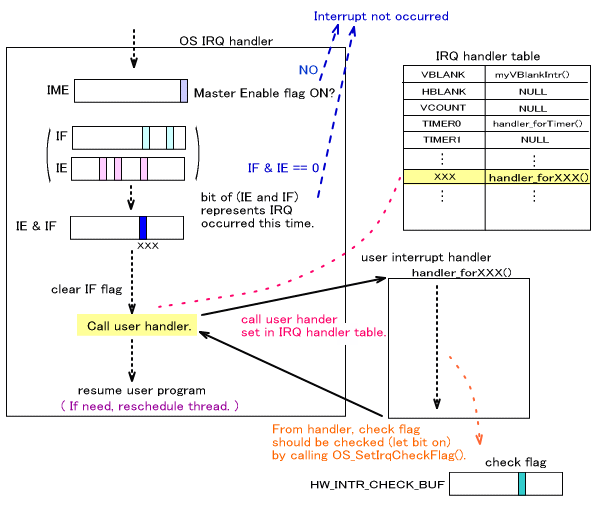 Interrupt not occurred
OS IRQ handler
NO
IME
Master Enable flag ON?
IF
IE
IF & IE == 0
bit of (IE and IF)
represents IRQ
occurred this time.
IE & IF
XXX
clear IF flag
Call user handler.
call user hander
set in IRQ handler table.
resume user program
( If need, reschedule thread. )
IRQ handler table
VBLANK myVBlankIntr()
HBLANK NULL
VCOUNT NULL
TIMER0 handler_forTimer()
TIMER1 NULL
XXX handler_forXXX()
user interrupt handler
handler_forXXX()
From handler, check flag
should be checked (let bit on)
by calling OS_SetIrqCheckFlag().
check flag
HW_INTR_CHECK_BUF